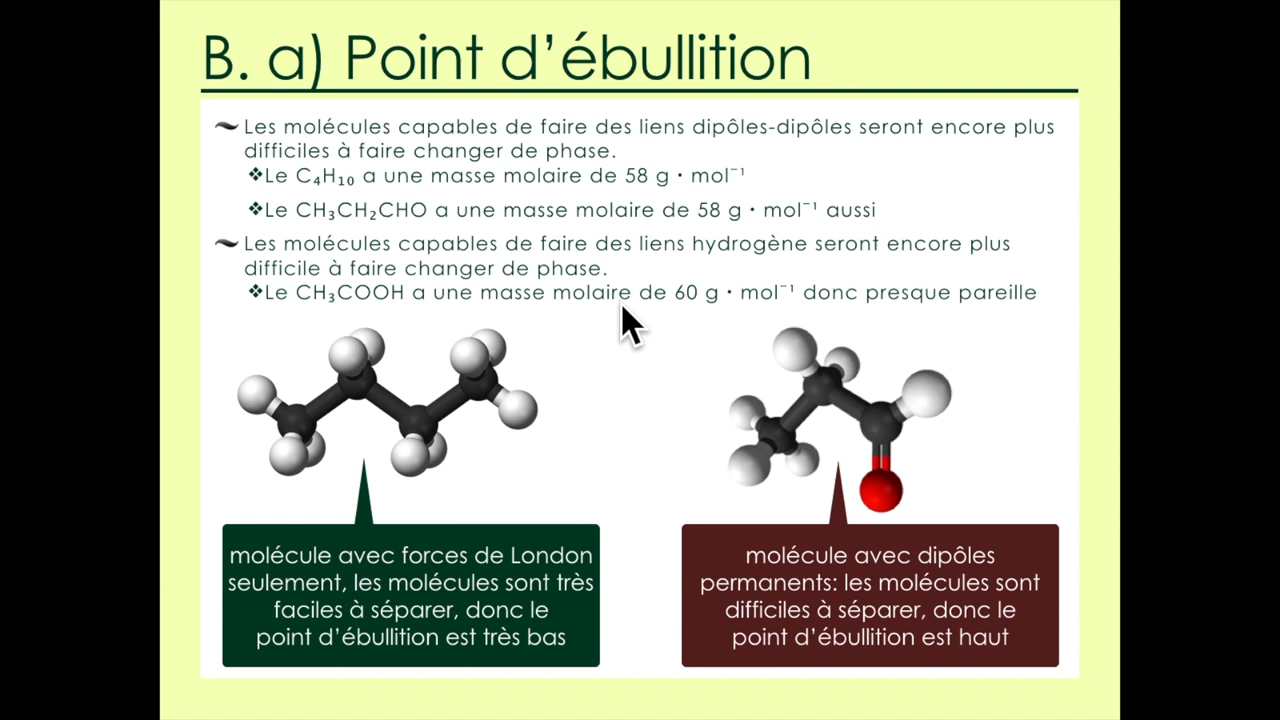 B. a) Point d’ébullition
Les molécules capables de faire des liens dipôles-dipôles seront encore plus
difficiles à faire changer de phase.
❖Le C₄H₁₀ a une masse molaire de 58 g · mol⁻¹
❖Le CH₃CH₂CHO a une masse molaire de 58 g · mol⁻¹ aussi
Les molécules capables de faire des liens hydrogène seront encore plus
difficile à faire changer de phase.
❖Le CH₃COOH a une masse molaire de 60 g · mol⁻¹ donc presque pareille
molécule avec forces de London
seulement, les molécules sont très
faciles à séparer, donc le
point d’ébullition est très bas
molécule avec dipôles
permanents: les molécules sont
difficiles à séparer, donc le
point d’ébullition est haut